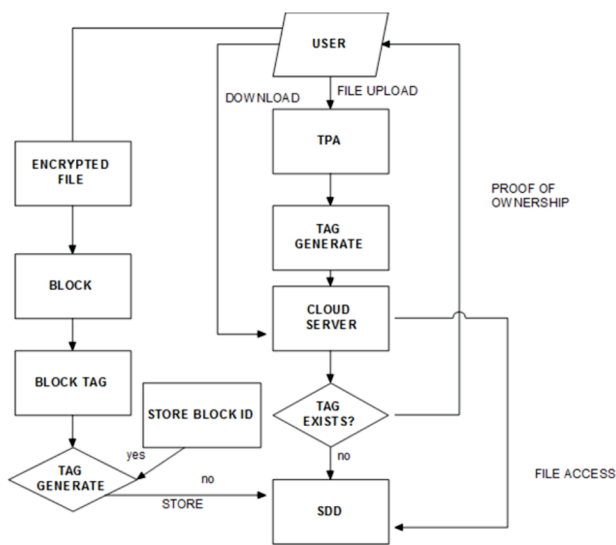 USER
DOWNLOAD
FILE UPLOAD
ENCRYPTED
FILE
TPA
PROOF OF
OWNERSHIP
TAG
GENERATE
BLOCK
CLOUD
SERVER
BLOCK TAG
STORE BLOCK ID
TAG
EXISTS?
yes
no
TAG
GENERATE
no
STORE
SDD
FILE ACCESS